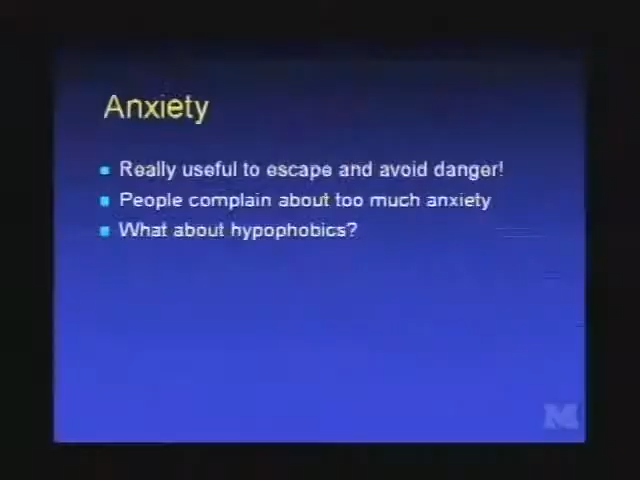 Anxiety
Really useful to escape and avoid danger!
People complain about too much anxiety
What about hypophobics?
M